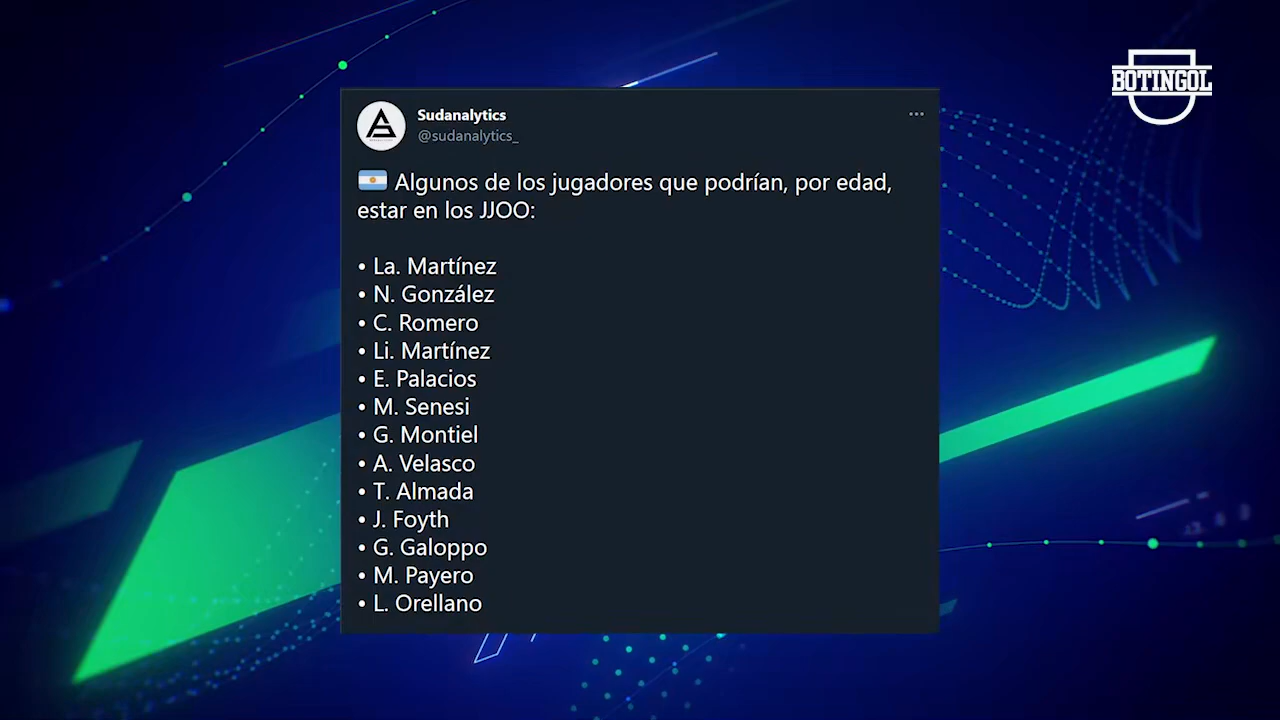 BOTINGOL
Sudanalytics
@sudanalytics_
Algunos de los jugadores que podrían, por edad,
estar en los JJOO:
• La. Martínez
• N. González
• C. Romero
• Li. Martínez
• E. Palacios
• M. Senesi
• G. Montiel
• A. Velasco
• T. Almada
• J. Foyth
• G. Galoppo
• M. Payero
• L. Orellano